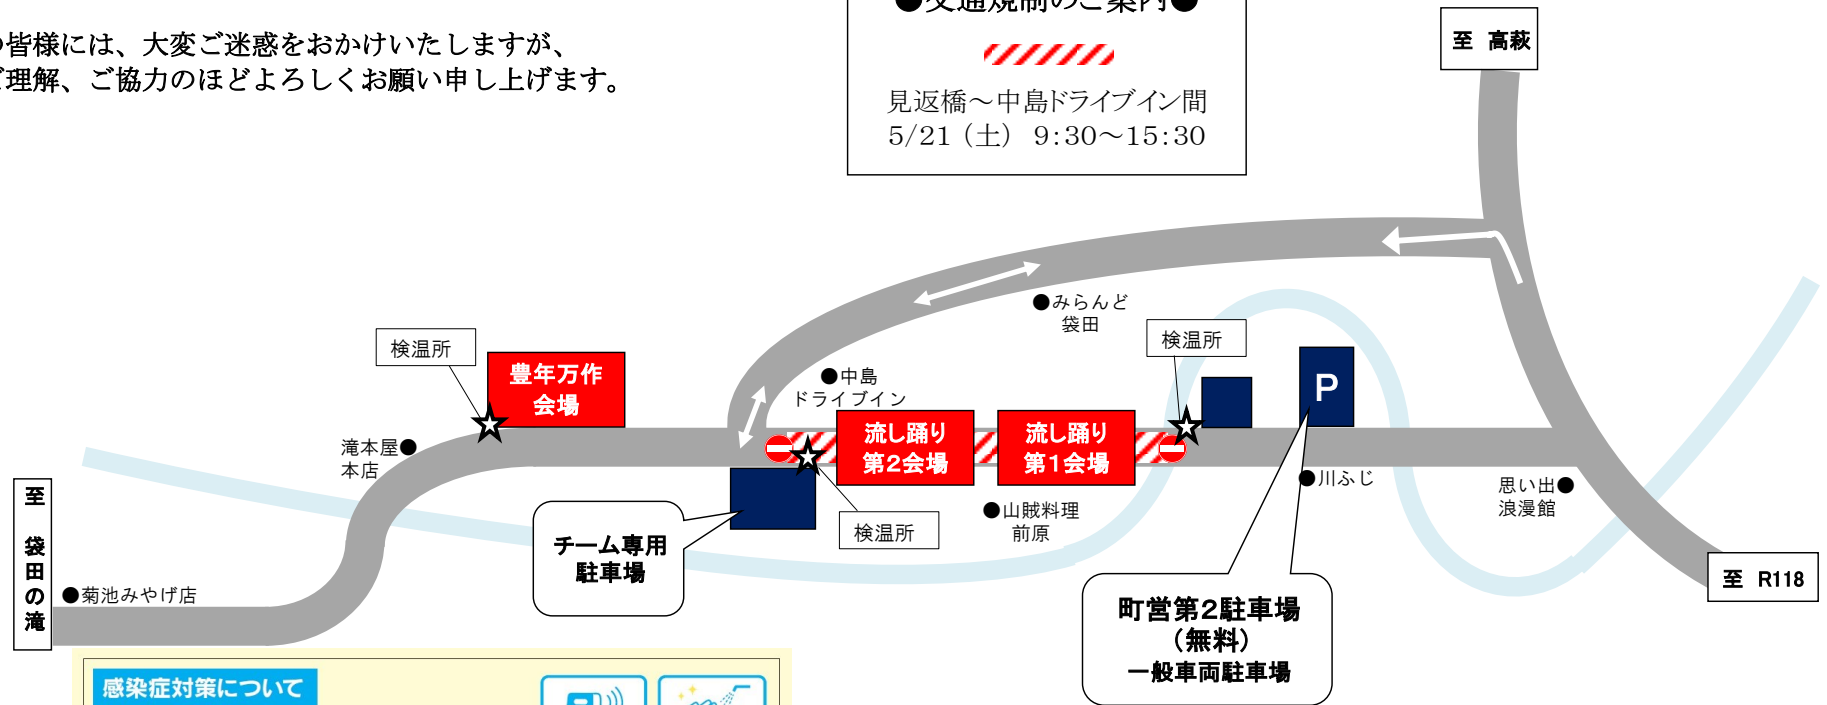 ●交通規制のご案内●
皆様には、大変ご迷惑をおかけいたしますが、
理解、ご協力のほどよろしくお願い申し上げます。
見返橋～中島ドライブイン間
5/21（土） 9:30～15:30
至 高萩
●みらんど
袋田
検温所
検温所
豊年万作
会場
●中島
ドライブイン
P
流し踊り
第2会場
流し踊り
第1会場
滝本屋●
本店
●川ふじ
思い出●
浪漫館
至 袋田の滝
●山賊料理
前原
検温所
チーム専用
駐車場
●菊池みやげ店
至 R118
町営第2駐車場
（無料）
一般車両駐車場
感染症対策について